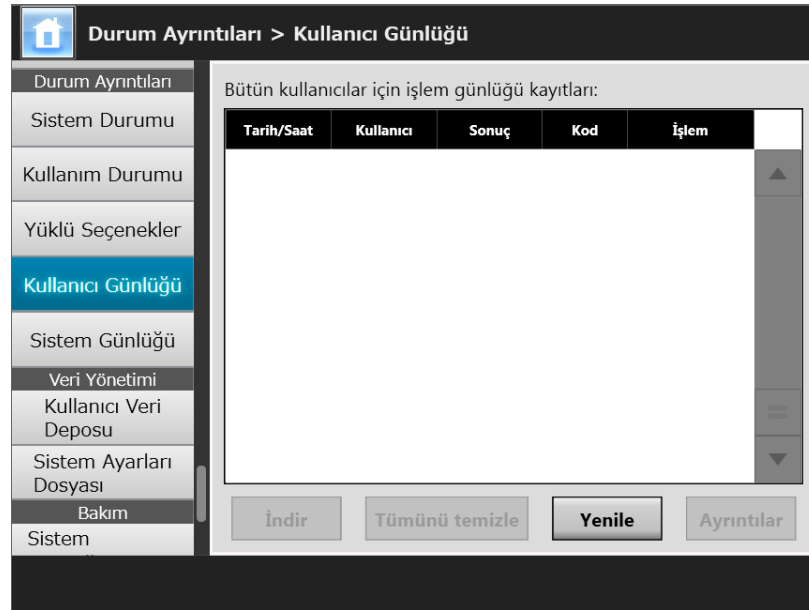 Durum Ayrıntıları > Kullanıcı Günlüğü
Durum Ayrıntıları
Sistem Durumu
Kullanım Durumu
Yüklü Seçenekler
Kullanıcı Günlüğü
Sistem Günlüğü
Veri Yönetimi
Kullanıcı Veri
Deposu
Sistem Ayarları
Dosyası
Bakım
Sistem
Bütün kullanıcılar için işlem günlüğü kayıtları:
Tarih/Saat Kullanıcı Sonuç Kod İşlem
İndir Tümünü temizle Yenile Ayrıntılar